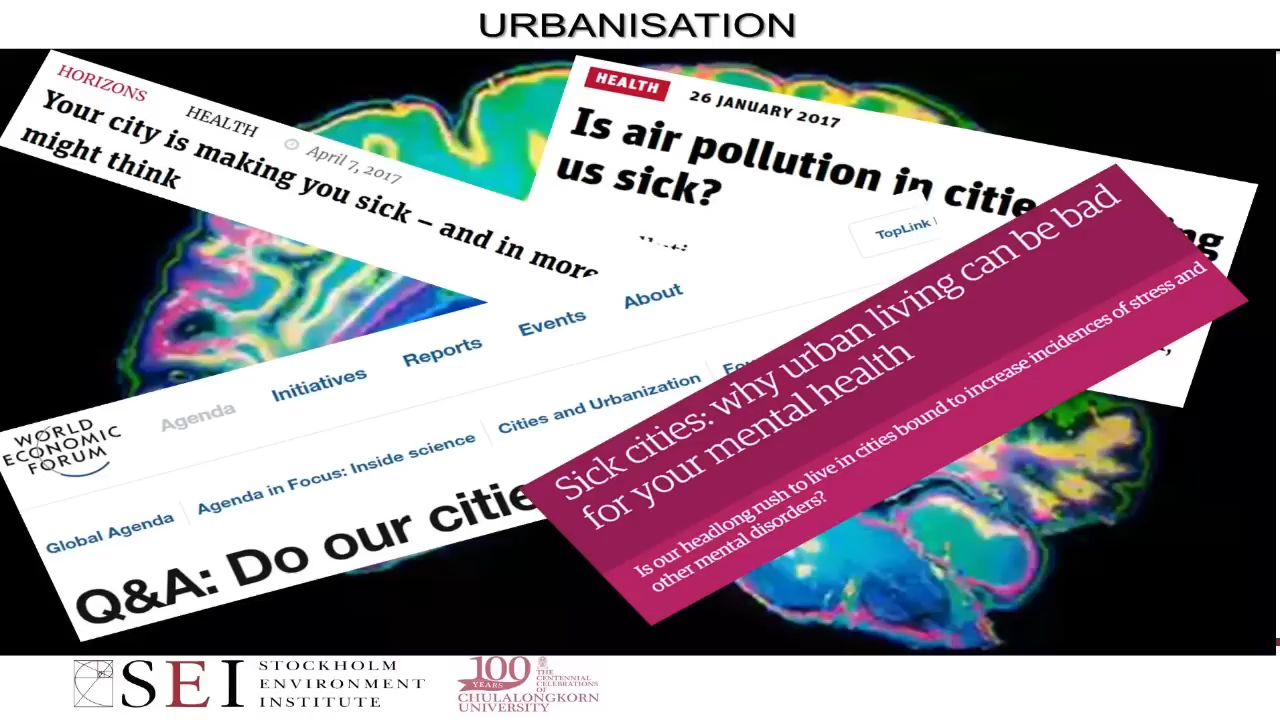 URBANISATION
HORIZONS
HEALTH
April 7, 2017
Your city is making you sick – and in more
might think
HEALTH
26 JANUARY 2017
Is air pollution in citie
us sick?
TopLink
Agenda
Initiatives
Reports
Events
About
WORLD
ECONOMIC
FORUM
Global Agenda
Agenda in Focus: Inside science
Cities and Urbanization
Q&A: Do our citie
Sick cities: why urban living can be bad
for your mental health
Is our headlong rush to live in cities bound to increase incidences of stress and
other mental disorders?
SEI
STOCKHOLM
ENVIRONMENT
INSTITUTE
100
YEARS
THE
CENTENNIAL
CELEBRATIONS
OF
CHULALONGKORN
UNIVERSITY